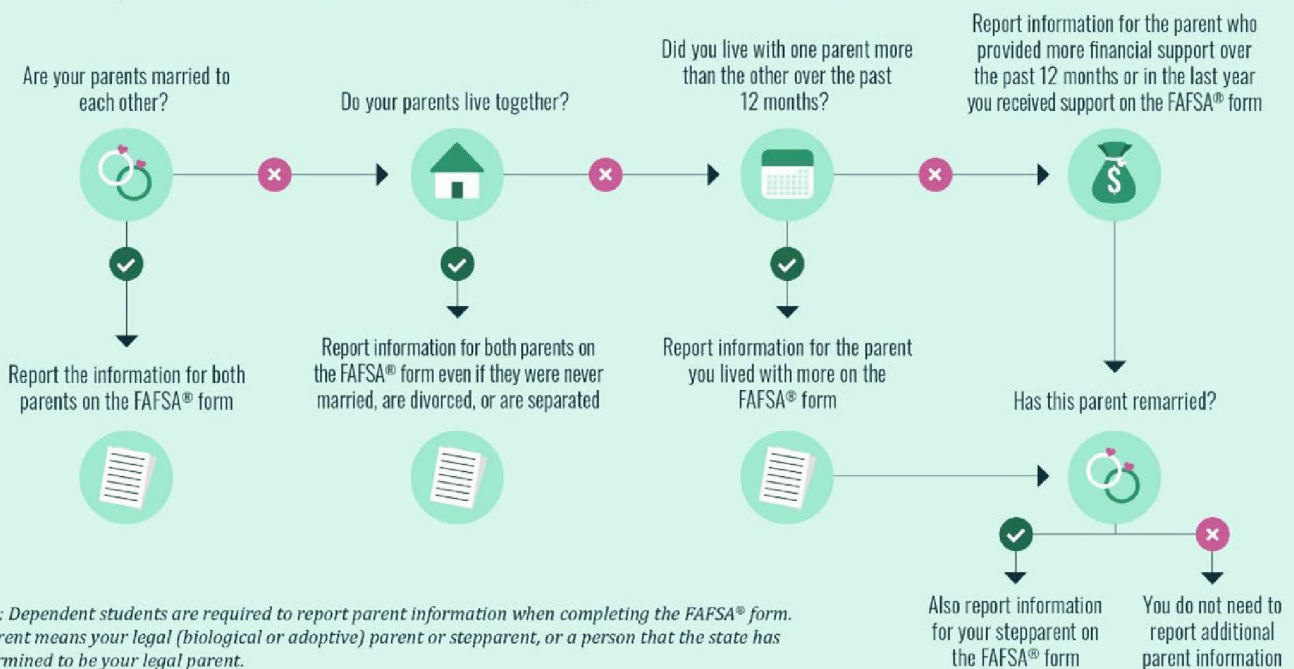 Are your parents married to
each other?
Do your parents live together?
Did you live with one parent more
than the other over the past
12 months?
Report information for the parent who
provided more financial support over
the past 12 months or in the last year
you received support on the FAFSA® form
$
Report the information for both
parents on the FAFSA® form
Report information for both parents on
the FAFSA® form even if they were never
married, are divorced, or are separated
Report information for the parent
you lived with more on the
FAFSA® form
Has this parent remarried?
Also report information
for your stepparent on
the FAFSA® form
You do not need to
report additional
parent information
: Dependent students are required to report parent information when completing the FAFSA® form.
rent means your legal (biological or adoptive) parent or stepparent, or a person that the state has
rmined to be your legal parent.